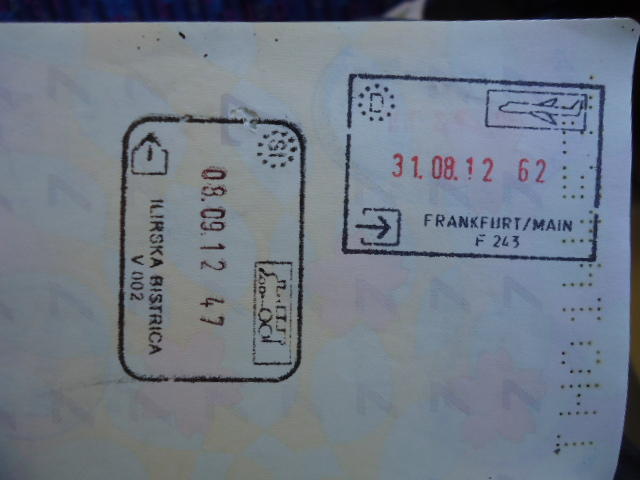 31.08.12 62
FRANKFURT/MAIN
F 243
SI
08.09.12 47
ILIRSKA BISTRICA
V 002